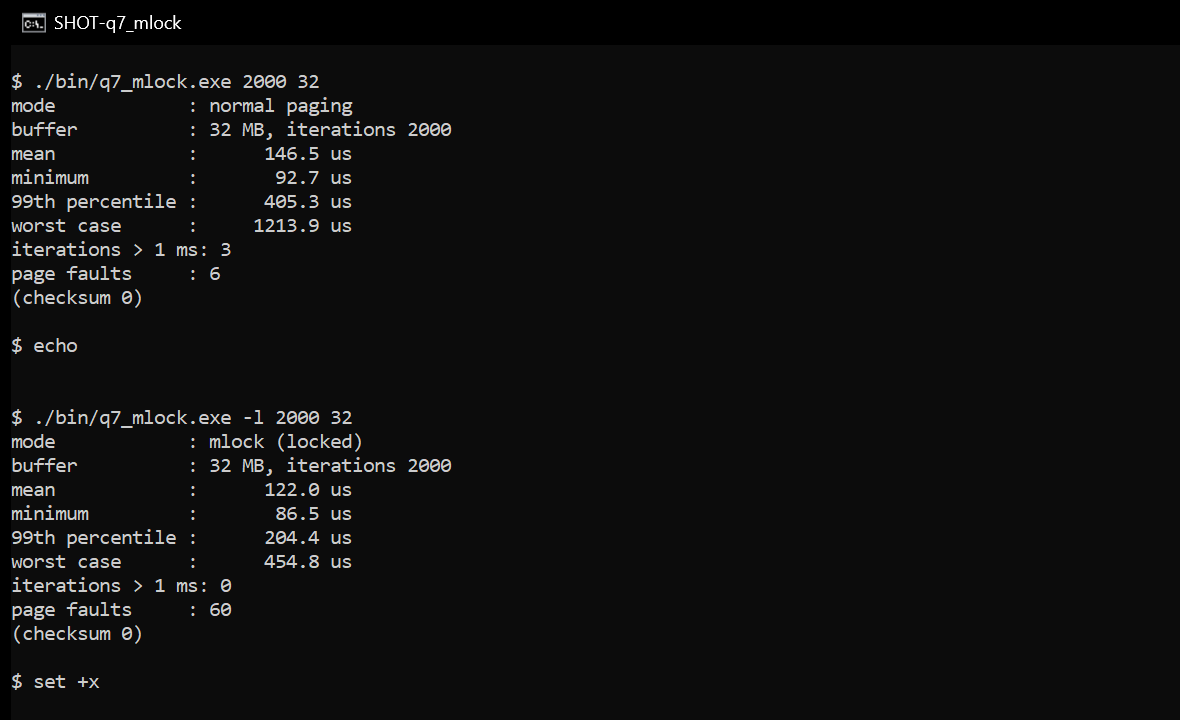 SHOT-q7_mlock
$ ./bin/q7_mlock.exe 2000 32
mode            : normal paging
buffer          : 32 MB, iterations 2000
mean            :      146.5 us
minimum         :       92.7 us
99th percentile :      405.3 us
worst case      :     1213.9 us
iterations > 1 ms: 3
page faults     : 6
(checksum 0)
$ echo
$ ./bin/q7_mlock.exe -l 2000 32
mode            : mlock (locked)
buffer          : 32 MB, iterations 2000
mean            :      122.0 us
minimum         :       86.5 us
99th percentile :      204.4 us
worst case      :      454.8 us
iterations > 1 ms: 0
page faults     : 60
(checksum 0)
$ set +x